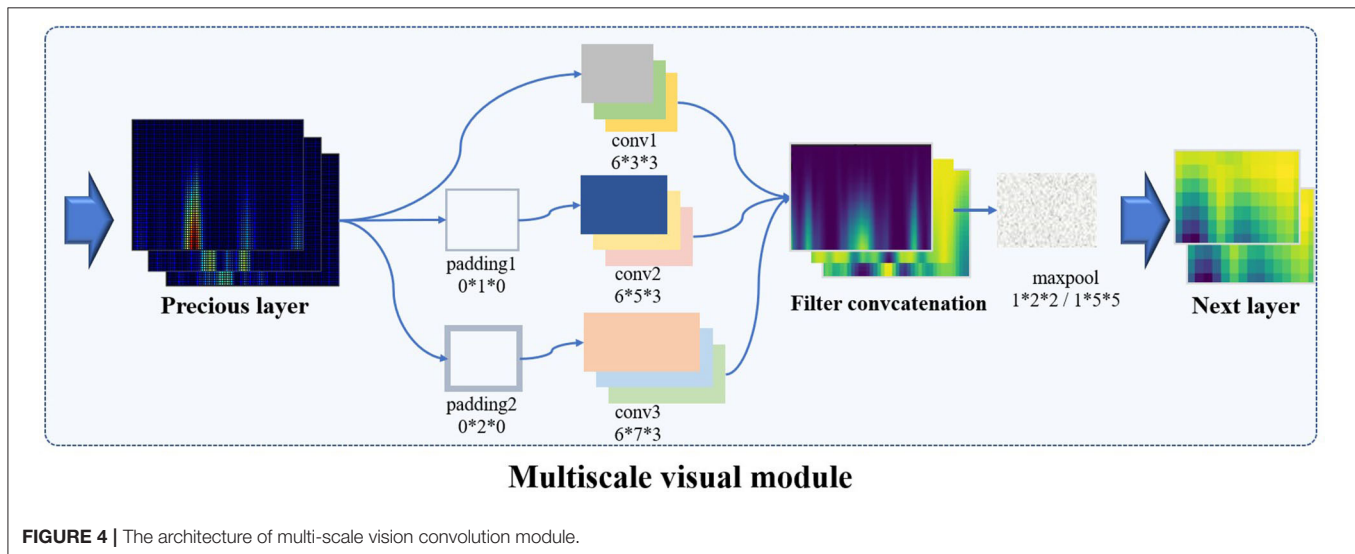 conv1
6*3*3
Precious layer
padding1
0*1*0
conv2
6*5*3
padding2
0*2*0
conv3
6*7*3
Filter convcatenation
maxpool
1*2*2 / 1*5*5
Next layer
Multiscale visual module
FIGURE 4 | The architecture of multi-scale vision convolution module.